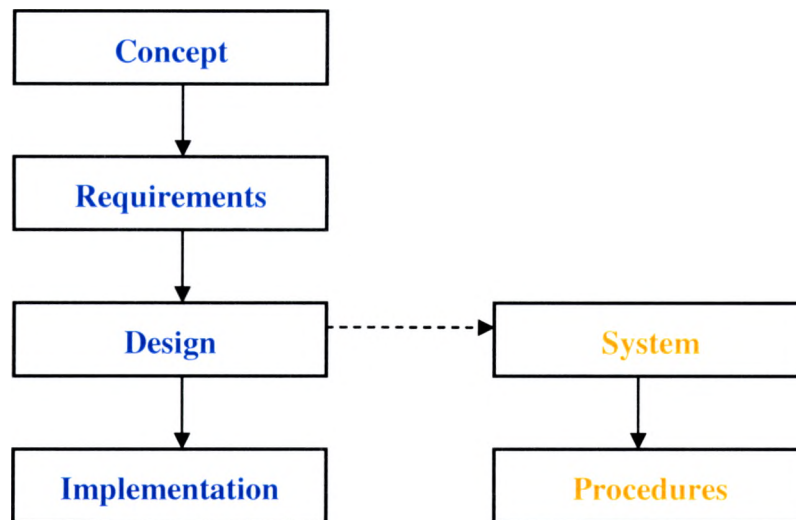 Concept
Requirements
Design
System
Implementation
Procedures